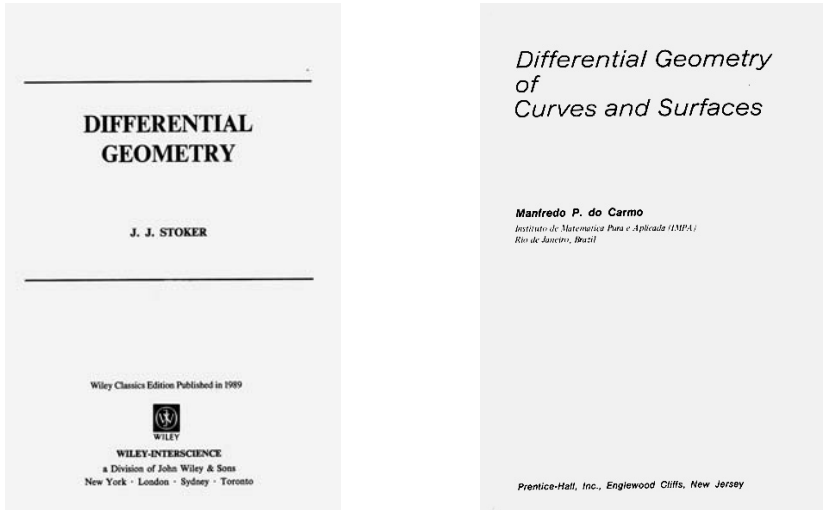 DIFFERENTIAL
GEOMETRY
J. J. STOKER
Wiley Classics Edition Published in 1989
WILEY
WILEY-INTERSCIENCE
a Division of John Wiley & Sons
New York · London · Sydney · Toronto
Differential Geometry
of
Curves and Surfaces
Manfredo P. do Carmo
Instituto de Matematica Pura e Aplicada (IMPA)
Rio de Janeiro, Brazil
Prentice-Hall, Inc., Englewood Cliffs, New Jersey